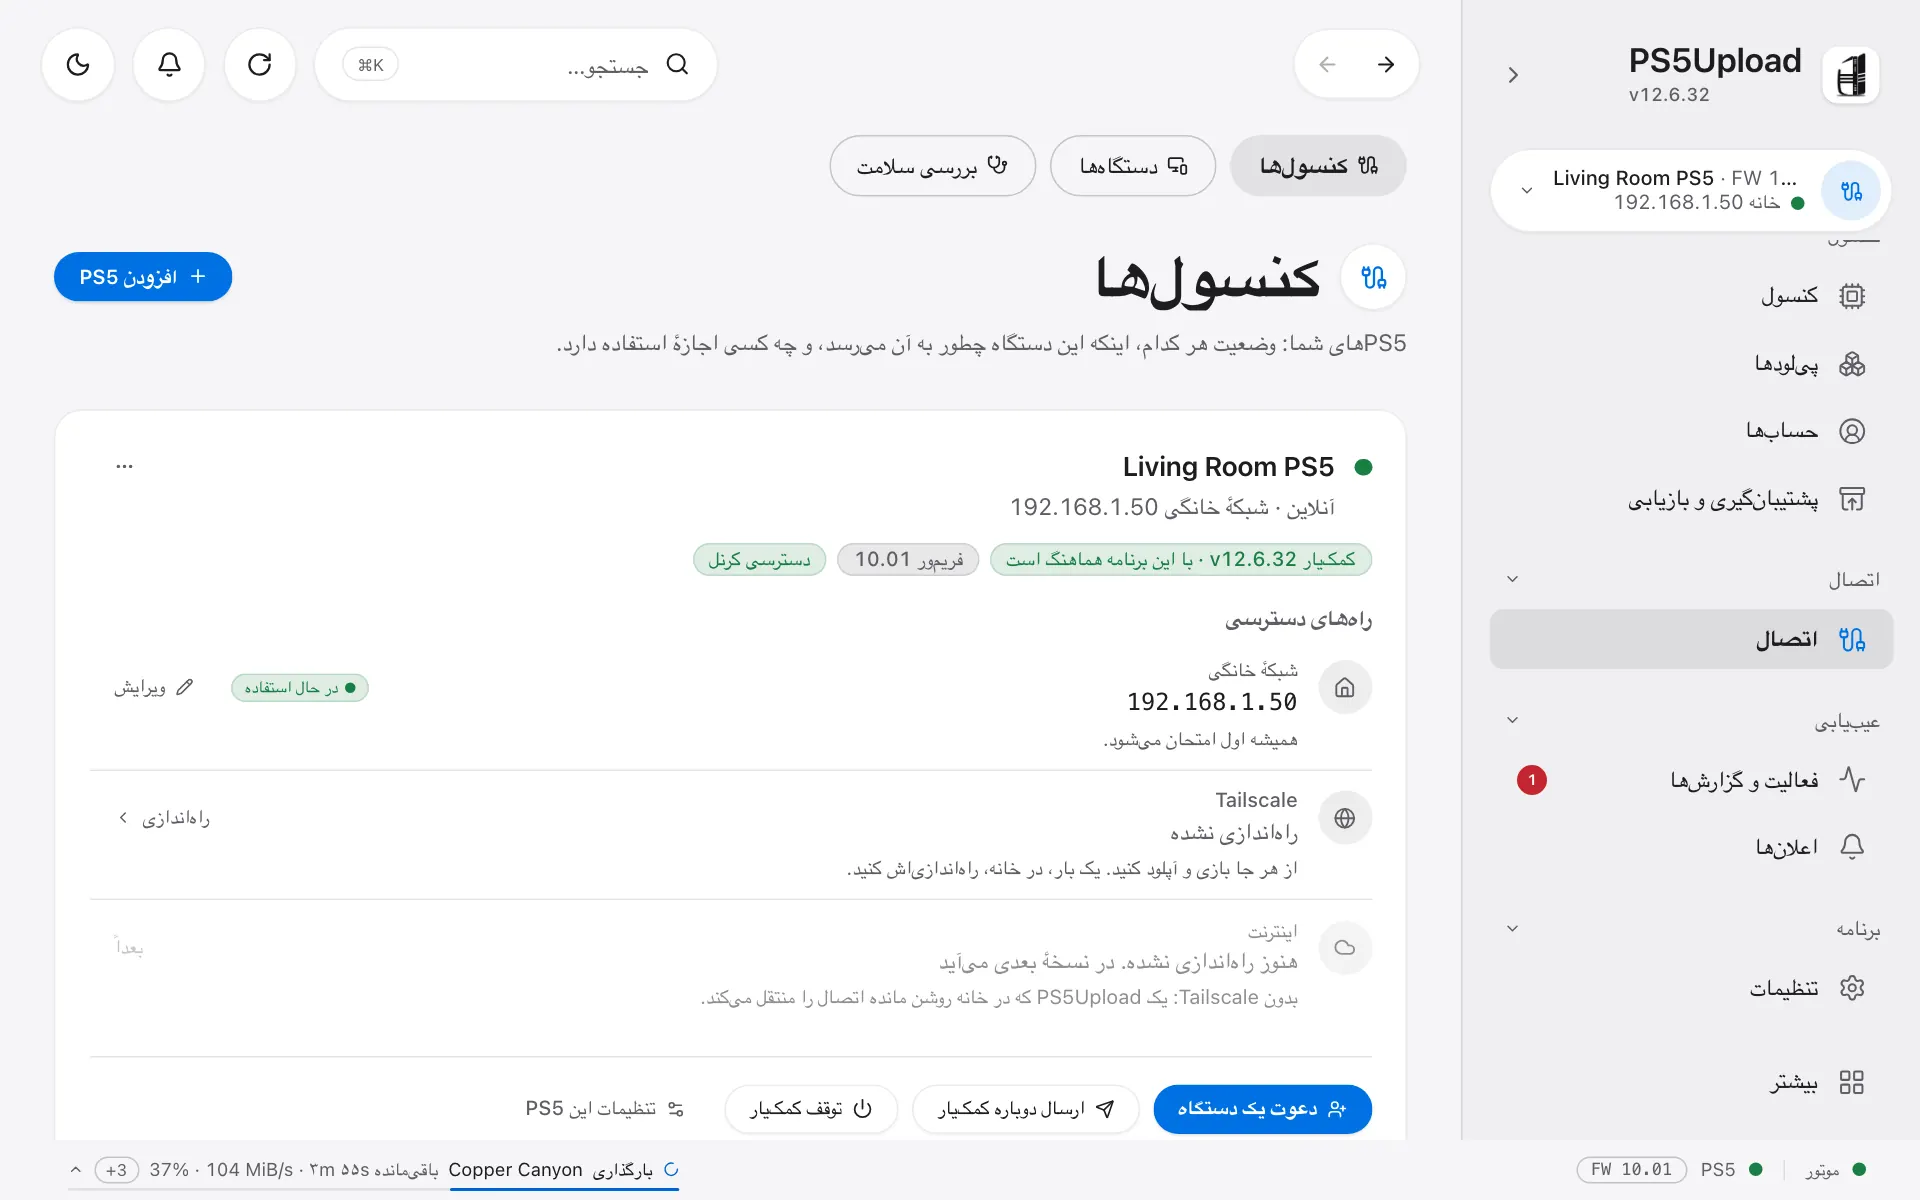 PS5Upload
v12.6.32
Living Room PS5 · FW 1...
خانه 192.168.1.50
کنسول
پی‌لودها
حساب‌ها
پشتیبان‌گیری و بازیابی
اتصال
اتصال
عیب‌یابی
فعالیت و گزارش‌ها
1
اعلان‌ها
برنامه
تنظیمات
بیشتر
جستجو...
⌘K
کنسول‌ها
دستگاه‌ها
بررسی سلامت
کنسول‌ها
افزودن PS5
PS5های شما: وضعیت هر کدام، اینکه این دستگاه چطور به آن می‌رسد، و چه کسی اجازهٔ استفاده دارد.
Living Room PS5
...
آنلاین · شبکهٔ خانگی 192.168.1.50
کمکیار v12.6.32 · با این برنامه هماهنگ است
فریم‌ور 10.01
دسترسی کرنل
راه‌های دسترسی
شبکهٔ خانگی
192.168.1.50
همیشه اول امتحان می‌شود.
در حال استفاده
ویرایش
Tailscale
راه‌اندازی نشده
از هر جا بازی و آپلود کنید. یک بار، در خانه، راه‌اندازی‌اش کنید.
راه‌اندازی
اینترنت
هنوز راه‌اندازی نشده. در نسخهٔ بعدی می‌آید
بدون Tailscale: یک PS5Upload که در خانه روشن مانده اتصال را منتقل می‌کند.
بعداً
دعوت یک دستگاه
ارسال دوباره کمکیار
توقف کمکیار
تنظیمات این PS5
موتور
PS5
FW 10.01
بارگذاری Copper Canyon
37% · 104 MiB/s · ۳m ۵۵s باقی‌مانده
+3